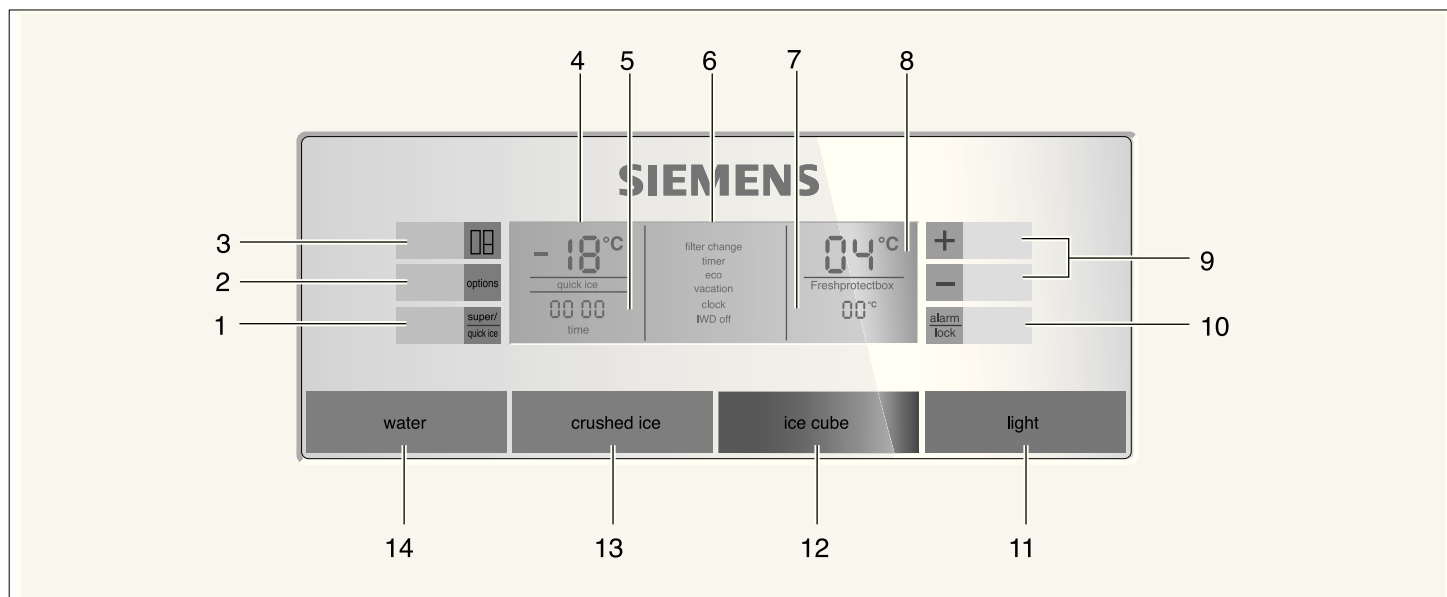 4 5 6 7 8
SIEMENS
3
2 options
1 super/
quick ice
-18°C
quick ice
00 00
time
filter change
timer
eco
vacation
clock
IWD off
04°C
Freshprotectbox
00°C
+
−
9
alarm
lock
10
water crushed ice ice cube light
14 13 12 11